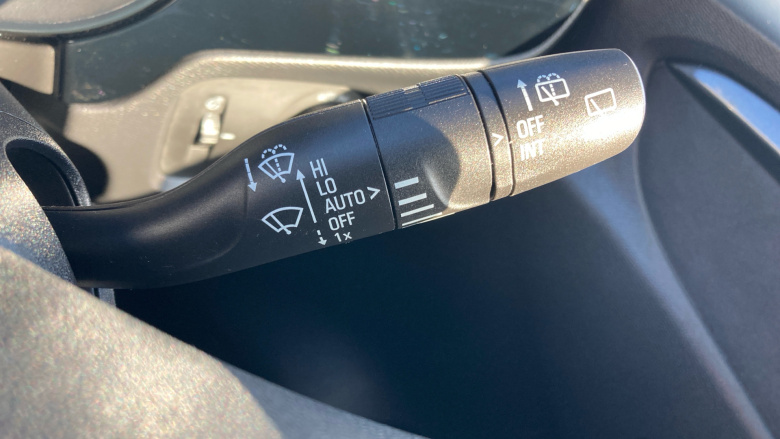 HI
LO
AUTO >
OFF
1x
>
OFF
INT